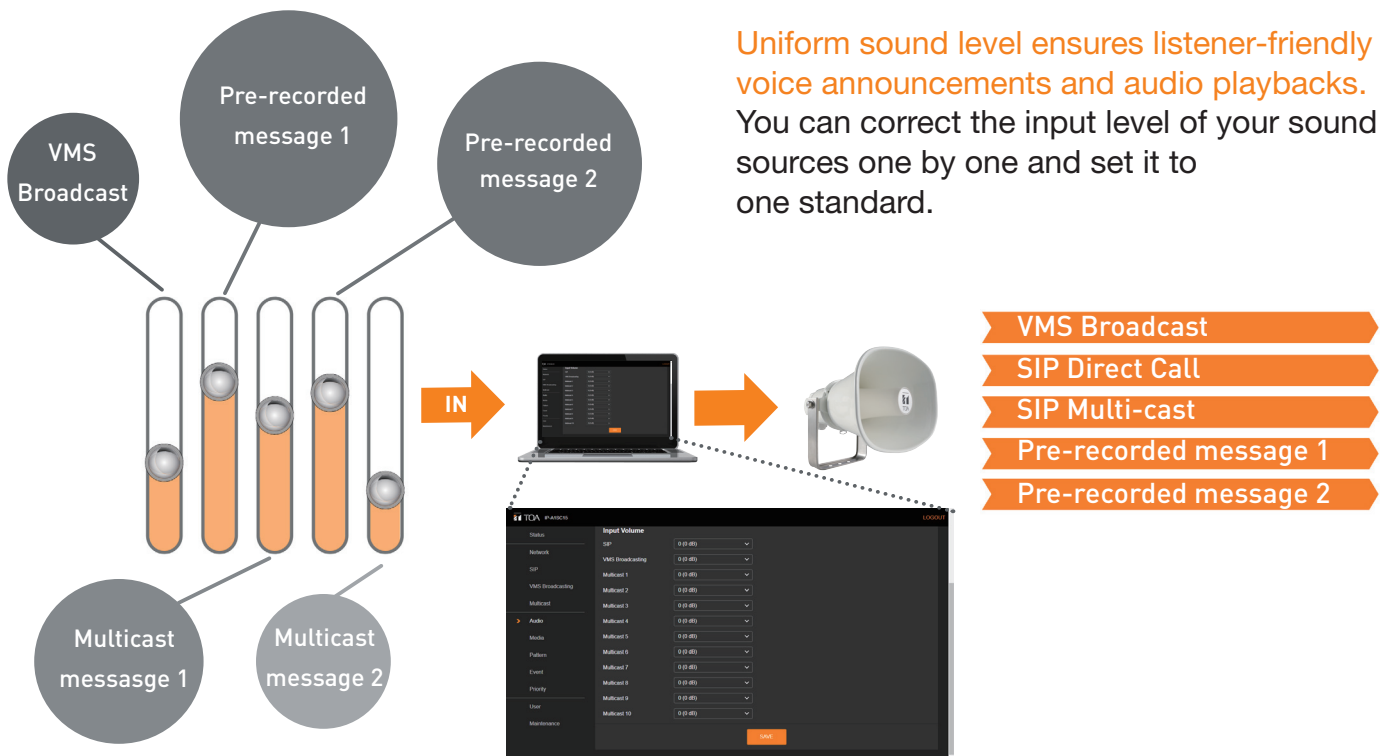 Uniform sound level ensures listener-friendly
voice announcements and audio playbacks.
You can correct the input level of your sound
sources one by one and set it to
one standard.
VMS
Broadcast
Pre-recorded
message 1
Pre-recorded
message 2
IN
TOA
VMS Broadcast
SIP Direct Call
SIP Multi-cast
Pre-recorded message 1
Pre-recorded message 2
Multicast
messasge 1
Multicast
message 2
TOA IP-A1SC15 LOGOUT
Status
Network
SIP
VMS Broadcasting
Multicast
Audio
Media
Pattern
Event
Priority
User
Maintenance
Input Volume
SIP 0 (0 dB)
VMS Broadcasting 0 (0 dB)
Multicast 1 0 (0 dB)
Multicast 2 0 (0 dB)
Multicast 3 0 (0 dB)
Multicast 4 0 (0 dB)
Multicast 5 0 (0 dB)
Multicast 6 0 (0 dB)
Multicast 7 0 (0 dB)
Multicast 8 0 (0 dB)
Multicast 9 0 (0 dB)
Multicast 10 0 (0 dB)
SAVE